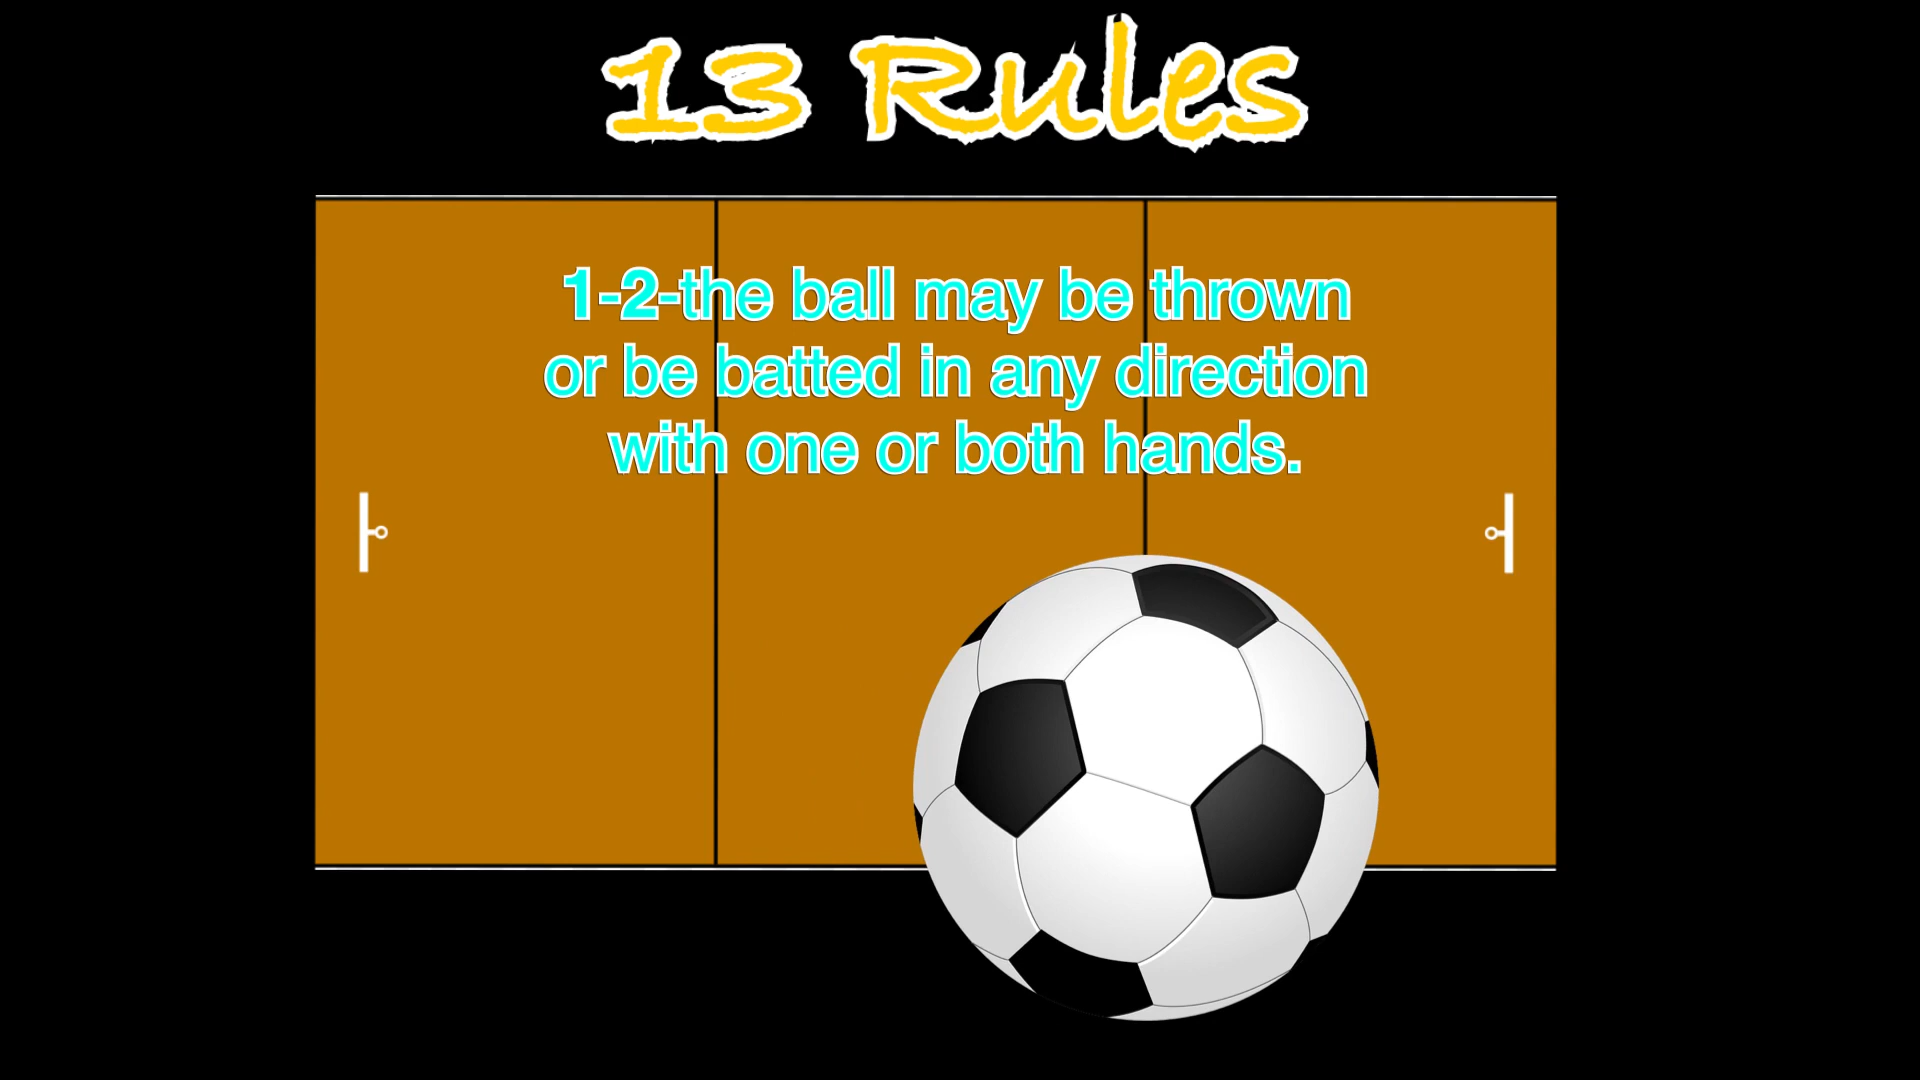 13 Rules
1-2-the ball may be thrown
or be batted in any direction
with one or both hands.